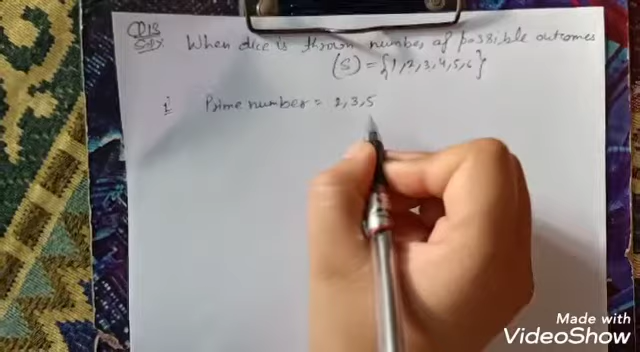 Q13
Sol: When dice is thrown number of possible outcomes
(S) = {1,2,3,4,5,6}
i Prime number = 2,3,5
Made with
VideoShow